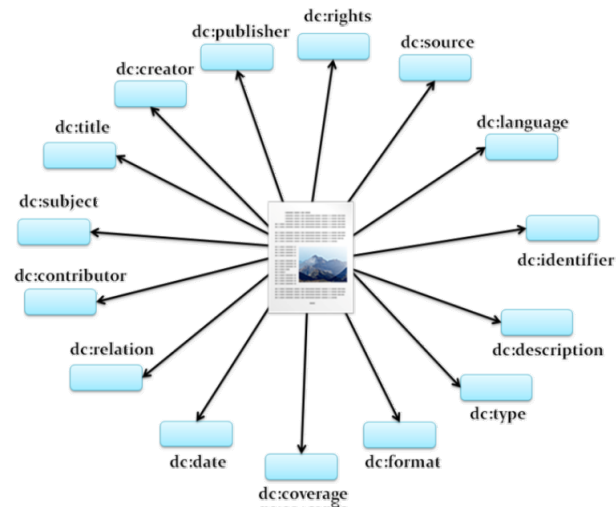 dc:rights
dc:publisher
dc:source
dc:creator
dc:language
dc:title
dc:subject
dc:identifier
dc:contributor
dc:relation
dc:description
dc:type
dc:date
dc:format
dc:coverage